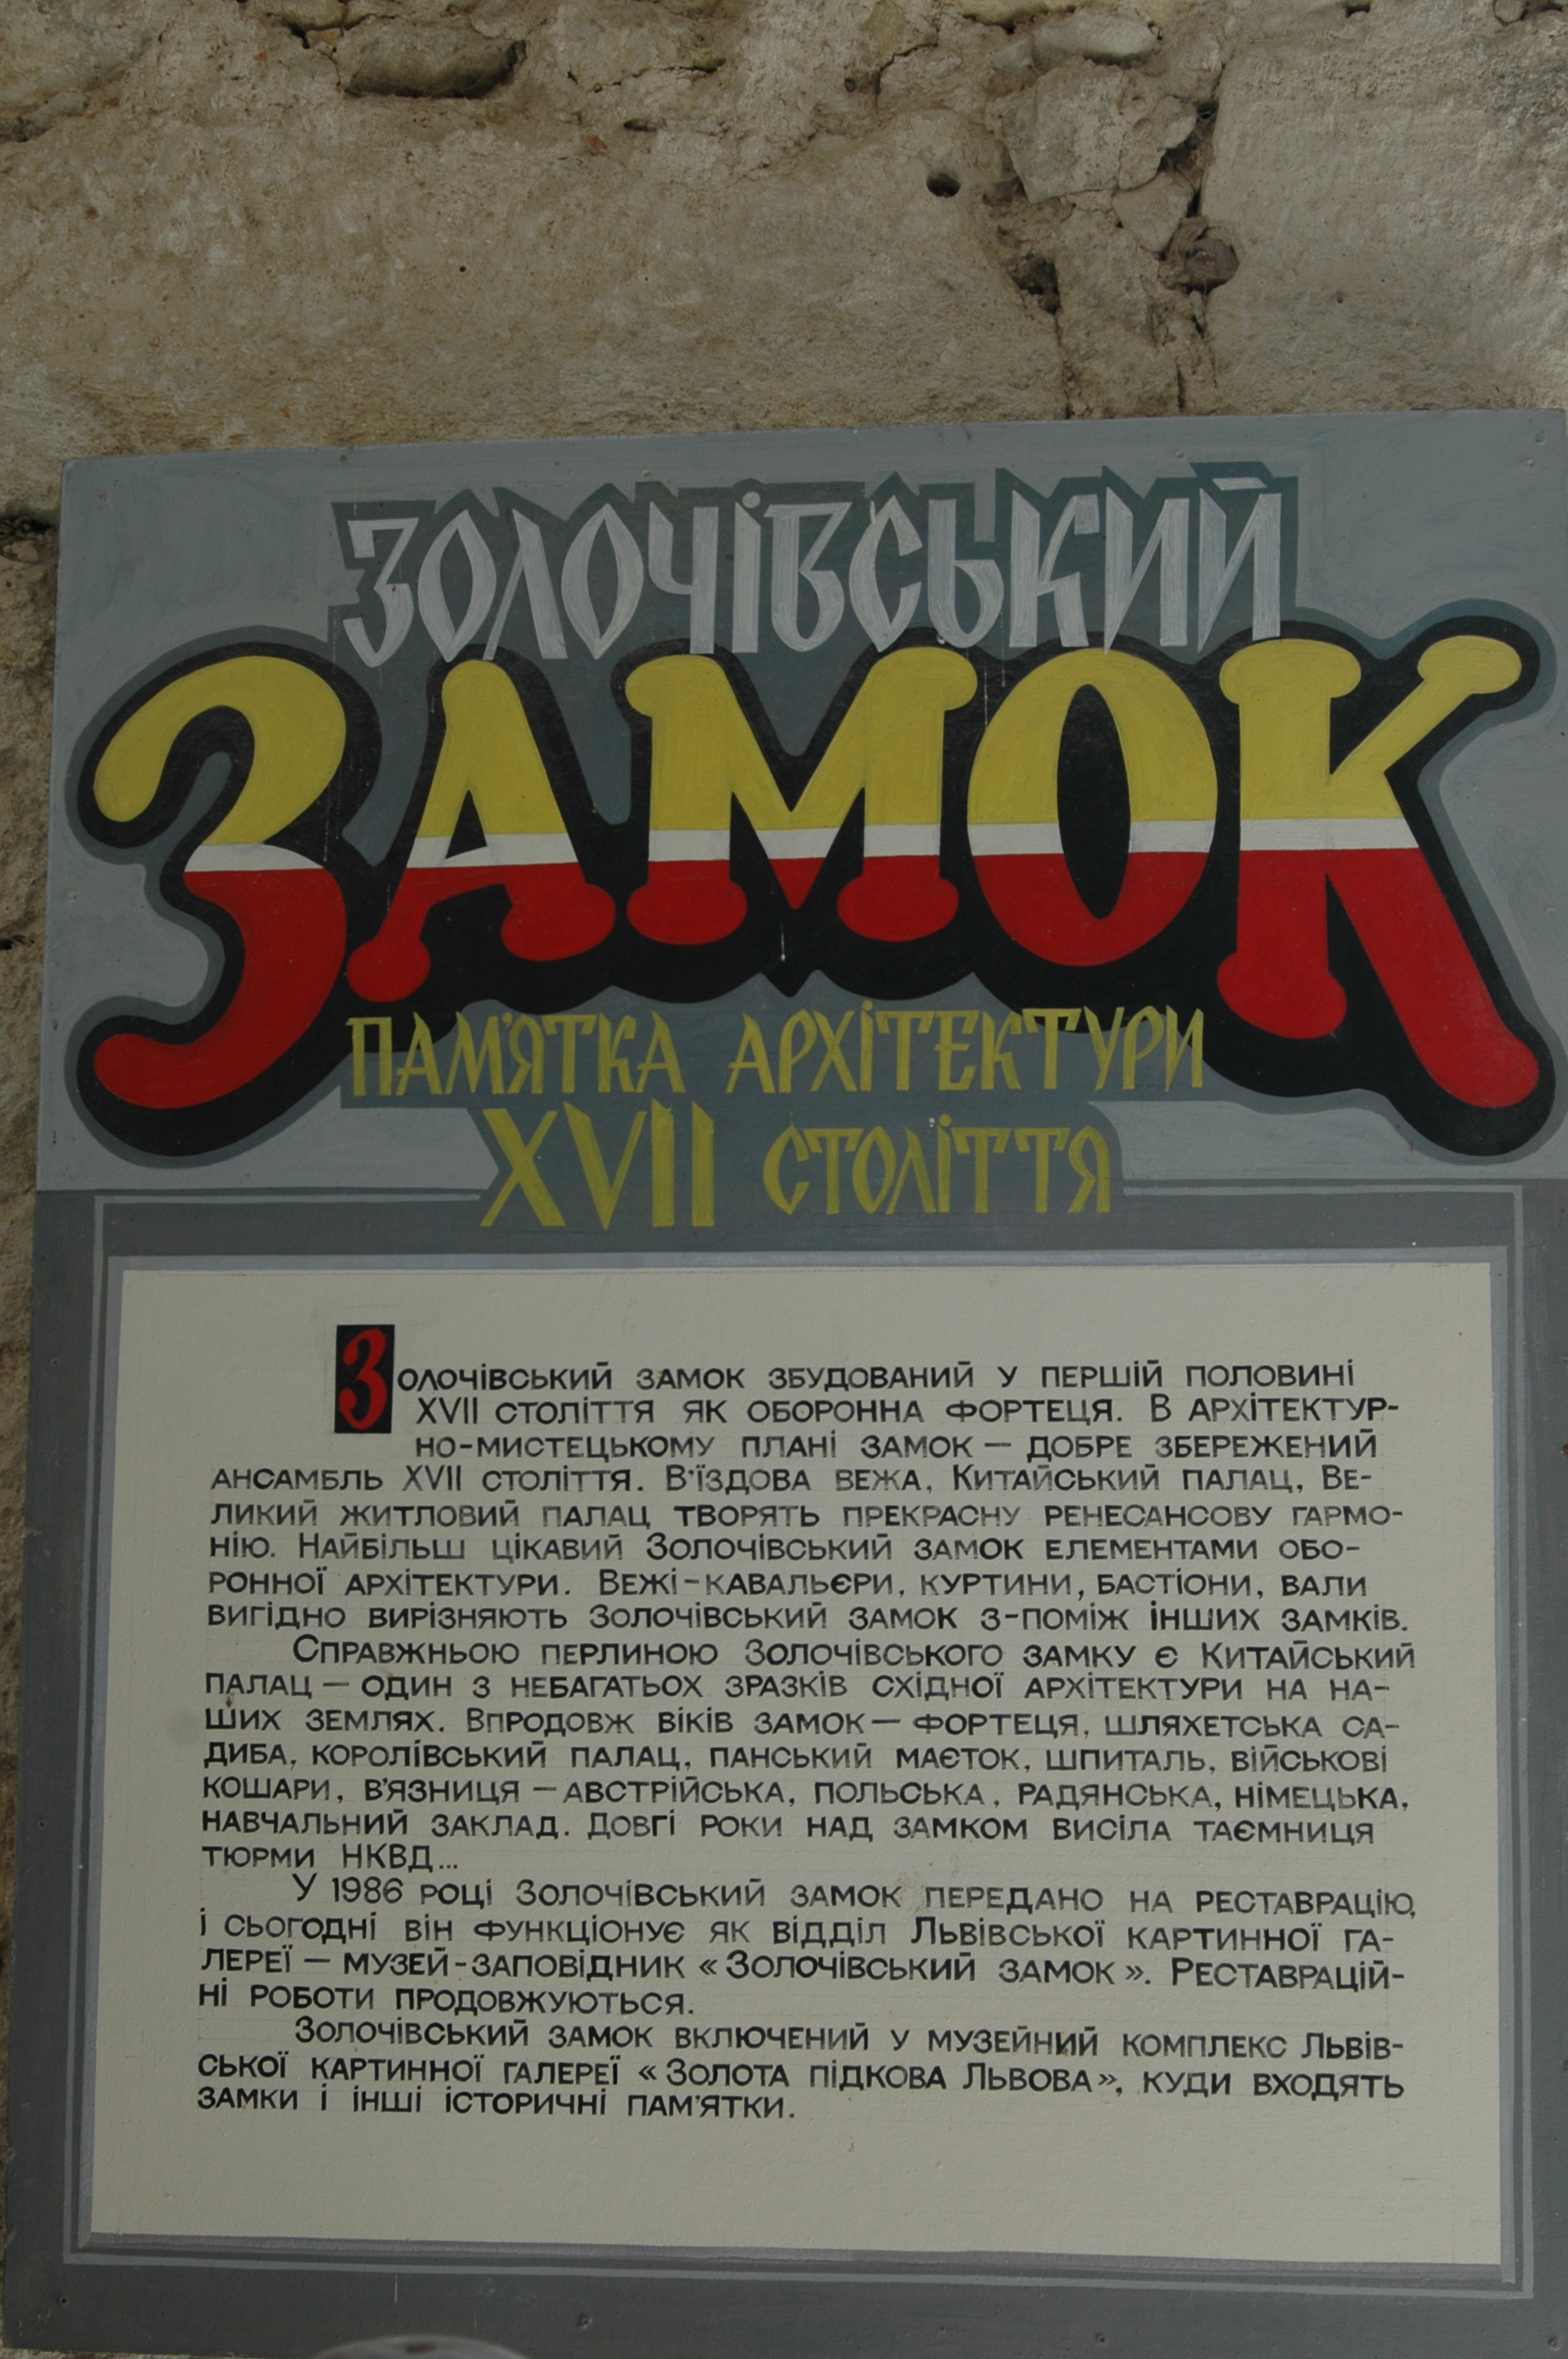 ЗОЛОЧІВСЬКИЙ
ЗАМОК
ПАМ'ЯТКА АРХІТЕКТУРИ
XVII СТОЛІТТЯ
ЗОЛОЧІВСЬКИЙ ЗАМОК ЗБУДОВАНИЙ У ПЕРШІЙ ПОЛОВИНІ
XVII СТОЛІТТЯ ЯК ОБОРОННА ФОРТЕЦЯ. В АРХІТЕКТУР-
НО-МИСТЕЦЬКОМУ ПЛАНІ ЗАМОК — ДОБРЕ ЗБЕРЕЖЕНИЙ
АНСАМБЛЬ XVII СТОЛІТТЯ. В'ЇЗДОВА ВЕЖА, КИТАЙСЬКИЙ ПАЛАЦ, ВЕ-
ЛИКИЙ ЖИТЛОВИЙ ПАЛАЦ ТВОРЯТЬ ПРЕКРАСНУ РЕНЕСАНСОВУ ГАРМО-
НІЮ. НАЙБІЛЬШ ЦІКАВИЙ ЗОЛОЧІВСЬКИЙ ЗАМОК ЕЛЕМЕНТАМИ ОБО-
РОННОЇ АРХІТЕКТУРИ. ВЕЖІ-КАВАЛЬЄРИ, КУРТИНИ, БАСТІОНИ, ВАЛИ
ВИГІДНО ВИРІЗНЯЮТЬ ЗОЛОЧІВСЬКИЙ ЗАМОК З-ПОМІЖ ІНШИХ ЗАМКІВ.
СПРАВЖНЬОЮ ПЕРЛИНОЮ ЗОЛОЧІВСЬКОГО ЗАМКУ Є КИТАЙСЬКИЙ
ПАЛАЦ — ОДИН З НЕБАГАТЬОХ ЗРАЗКІВ СХІДНОЇ АРХІТЕКТУРИ НА НА-
ШИХ ЗЕМЛЯХ. ВПРОДОВЖ ВІКІВ ЗАМОК — ФОРТЕЦЯ, ШЛЯХЕТСЬКА СА-
ДИБА, КОРОЛІВСЬКИЙ ПАЛАЦ, ПАНСЬКИЙ МАЄТОК, ШПИТАЛЬ, ВІЙСЬКОВІ
КОШАРИ, В'ЯЗНИЦЯ — АВСТРІЙСЬКА, ПОЛЬСЬКА, РАДЯНСЬКА, НІМЕЦЬКА,
НАВЧАЛЬНИЙ ЗАКЛАД. ДОВГІ РОКИ НАД ЗАМКОМ ВИСІЛА ТАЄМНИЦЯ
ТЮРМИ НКВД...
У 1986 РОЦІ ЗОЛОЧІВСЬКИЙ ЗАМОК ПЕРЕДАНО НА РЕСТАВРАЦІЮ,
І СЬОГОДНІ ВІН ФУНКЦІОНУЄ ЯК ВІДДІЛ ЛЬВІВСЬКОЇ КАРТИННОЇ ГА-
ЛЕРЕЇ — МУЗЕЙ-ЗАПОВІДНИК «ЗОЛОЧІВСЬКИЙ ЗАМОК». РЕСТАВРАЦІЙ-
НІ РОБОТИ ПРОДОВЖУЮТЬСЯ.
ЗОЛОЧІВСЬКИЙ ЗАМОК ВКЛЮЧЕНИЙ У МУЗЕЙНИЙ КОМПЛЕКС ЛЬВІВ-
СЬКОЇ КАРТИННОЇ ГАЛЕРЕЇ «ЗОЛОТА ПІДКОВА ЛЬВОВА», КУДИ ВХОДЯТЬ
ЗАМКИ І ІНШІ ІСТОРИЧНІ ПАМ'ЯТКИ.